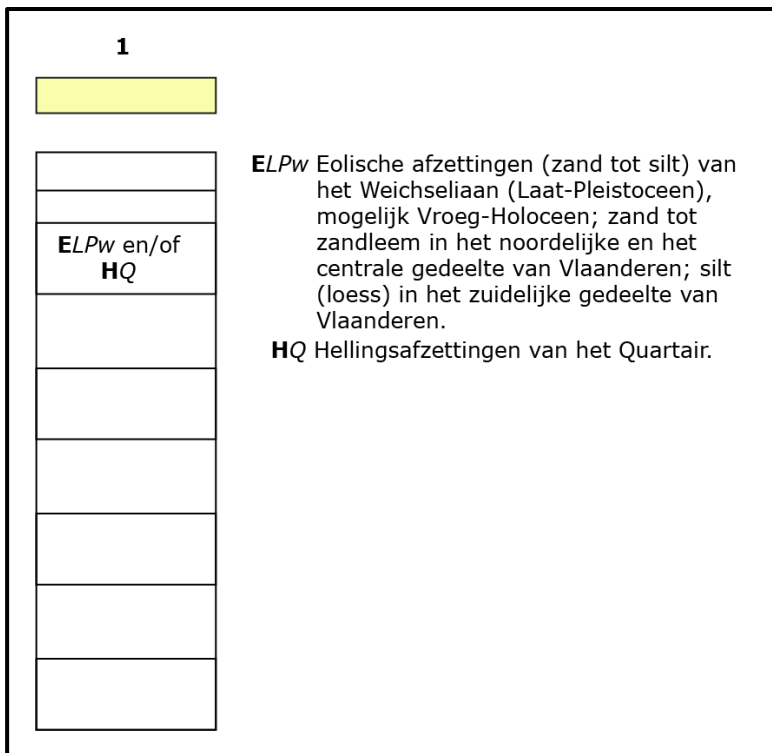 1
ELPw en/of
HQ
ELPw Eolische afzettingen (zand tot silt) van
het Weichseliaan (Laat-Pleistoceen),
mogelijk Vroeg-Holoceen; zand tot
zandleem in het noordelijke en het
centrale gedeelte van Vlaanderen; silt
(loess) in het zuidelijke gedeelte van
Vlaanderen.
HQ Hellingsafzettingen van het Quartair.